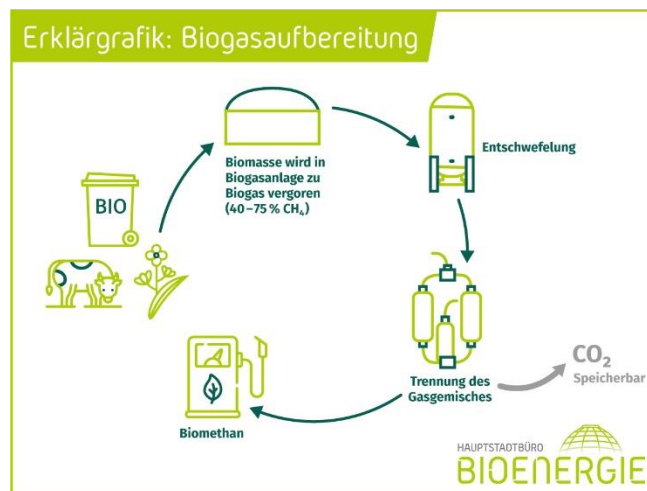 Erklärgrafik: Biogasaufbereitung
BIO
Biomasse wird in
Biogasanlage zu
Biogas vergoren
(40–75 % CH₄)
Entschwefelung
Trennung des
Gasgemisches
CO₂
Speicherbar
Biomethan
HAUPTSTADTBÜRO
BIOENERGIE